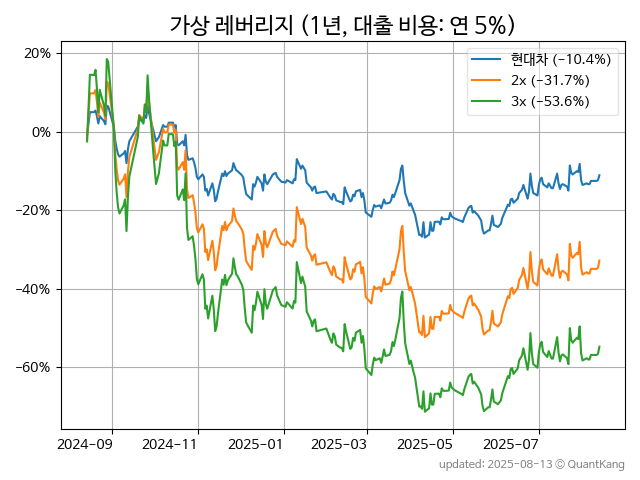 가상 레버리지 (1년, 대출 비용: 연 5%)
현대차 (−10.4%)
2x (−31.7%)
3x (−53.6%)
20%
0%
−20%
−40%
−60%
2024-09 2024-11 2025-01 2025-03 2025-05 2025-07
updated: 2025-08-13 © QuantKang